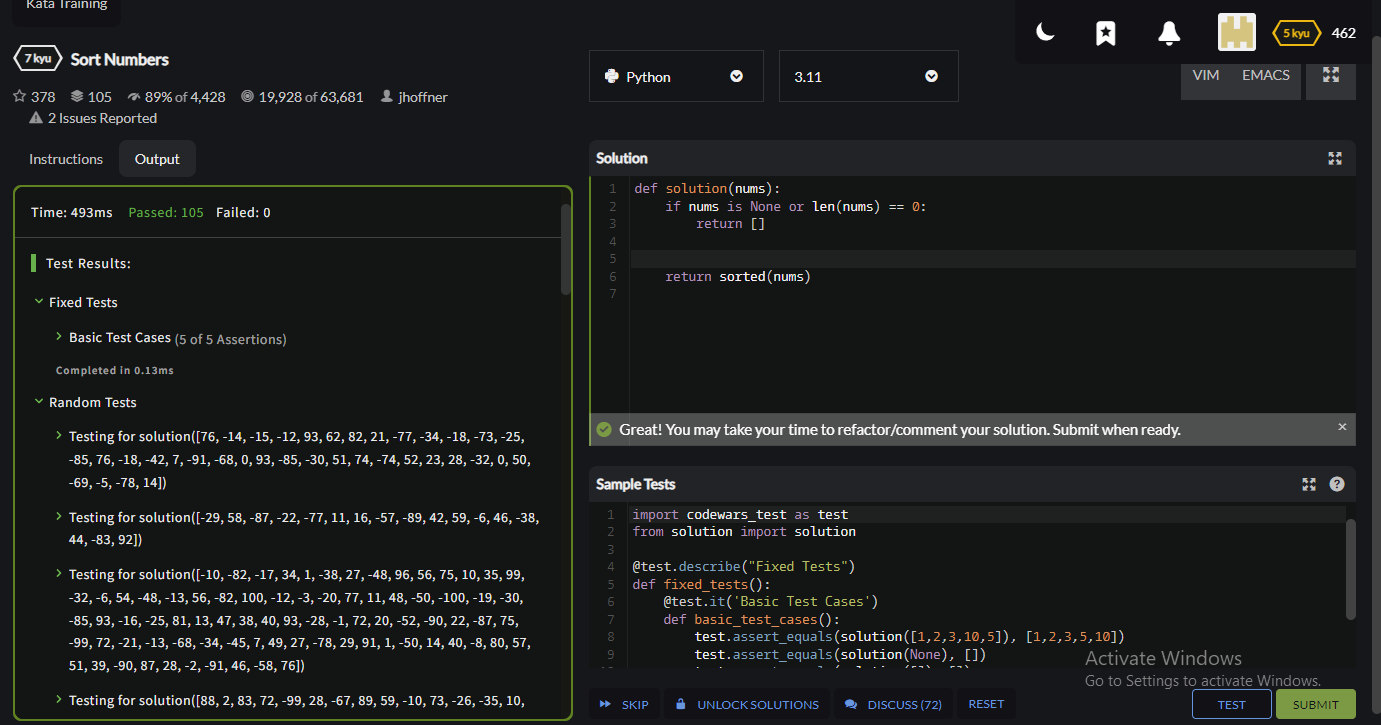 Kata Training
7 kyu Sort Numbers
378 105 89% of 4,428 19,928 of 63,681 jhoffner
2 Issues Reported
Instructions Output
Time: 493ms Passed: 105 Failed: 0
Test Results:
Fixed Tests
Basic Test Cases (5 of 5 Assertions)
Completed in 0.13ms
Random Tests
Testing for solution([76, -14, -15, -12, 93, 62, 82, 21, -77, -34, -18, -73, -25,
-85, 76, -18, -42, 7, -91, -68, 0, 93, -85, -30, 51, 74, -74, 52, 23, 28, -32, 0, 50,
-69, -5, -78, 14])
Testing for solution([-29, 58, -87, -22, -77, 11, 16, -57, -89, 42, 59, -6, 46, -38,
44, -83, 92])
Testing for solution([-10, -82, -17, 34, 1, -38, 27, -48, 96, 56, 75, 10, 35, 99,
-32, -6, 54, -48, -13, 56, -82, 100, -12, -3, -20, 77, 11, 48, -50, -100, -19, -30,
-85, 93, -16, -25, 81, 13, 47, 38, 40, 93, -28, -1, 72, 20, -52, -90, 22, -87, 75,
-99, 72, -21, -13, -68, -34, -45, 7, 49, 27, -78, 29, 91, 1, -50, 14, 40, -8, 80, 57,
51, 39, -90, 87, 28, -2, -91, 46, -58, 76])
Testing for solution([88, 2, 83, 72, -99, 28, -67, 89, 59, -10, 73, -26, -35, 10,
5 kyu 462
Python 3.11 VIM EMACS
Solution
1 def solution(nums):
2 if nums is None or len(nums) == 0:
3 return []
4
5
6 return sorted(nums)
7
Great! You may take your time to refactor/comment your solution. Submit when ready. ×
Sample Tests ?
1 import codewars_test as test
2 from solution import solution
3
4 @test.describe("Fixed Tests")
5 def fixed_tests():
6 @test.it('Basic Test Cases')
7 def basic_test_cases():
8 test.assert_equals(solution([1,2,3,10,5]), [1,2,3,5,10])
9 test.assert_equals(solution(None), [])
Activate Windows
Go to Settings to activate Windows.
SKIP UNLOCK SOLUTIONS DISCUSS (72) RESET TEST SUBMIT